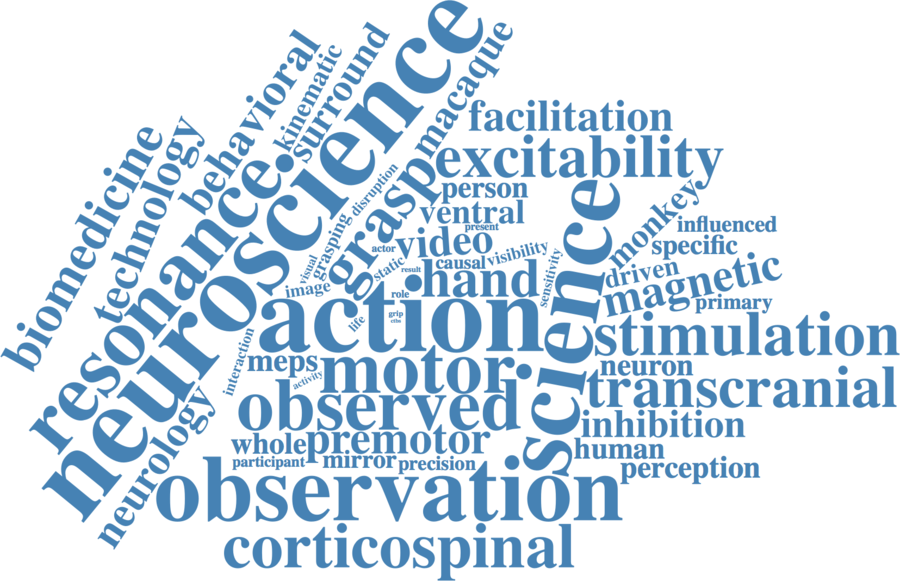 neuroscience
resonance
biomedicine
technology
behavioral
kinematic
surround
macaque
grasp
neurology
facilitation
excitability
person
ventral
present
video
actor
causal
visibility
static
result
disruption
grasping
visual
image
role
hand
action
grip
life
sensitivity
science
monkey
influenced
specific
driven
magnetic
primary
stimulation
neuron
transcranial
inhibition
human
perception
interaction
meps
activity
motor
observed
whole
premotor
participant
mirror
precision
observation
corticospinal